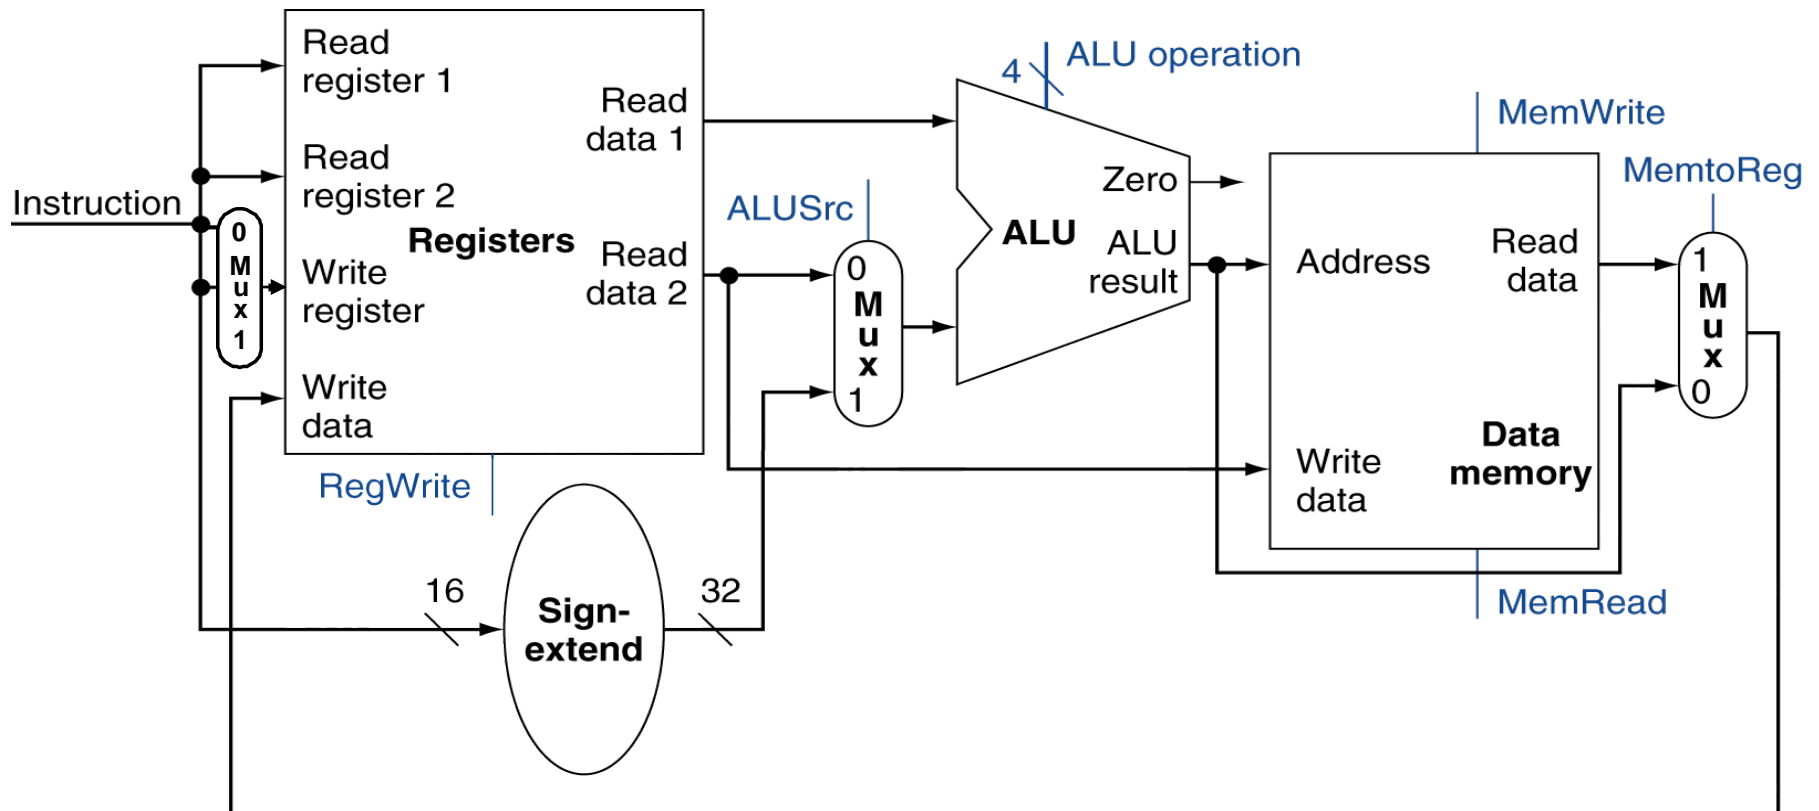 Instruction
Read
register 1
Read
register 2
0
M
u
x
1
Write
register
Write
data
Registers
Read
data 1
Read
data 2
RegWrite
16
Sign-
extend
32
ALUSrc
0
M
u
x
1
4
ALU operation
ALU
Zero
ALU
result
MemWrite
Address
Read
data
Write
data
Data
memory
MemRead
MemtoReg
1
M
u
x
0